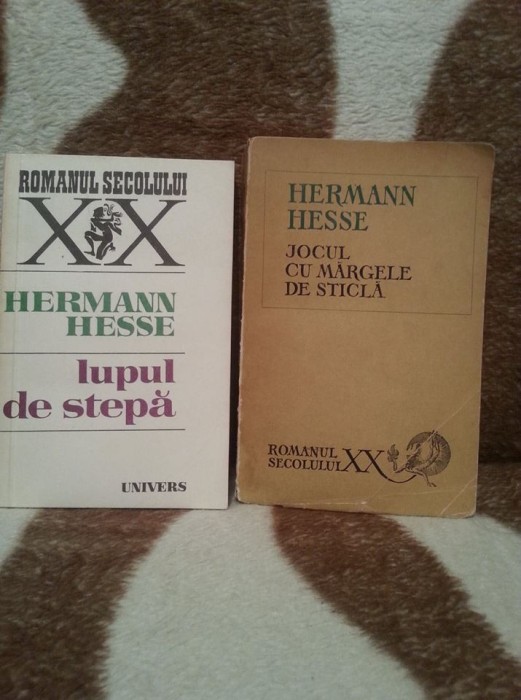 ROMANUL SECOLULUI
XX
HERMANN
HESSE
lupul
de stepă
UNIVERS
HERMANN
HESSE
JOCUL
CU MĂRGELE
DE STICLĂ
ROMANUL
SECOLULUI XX